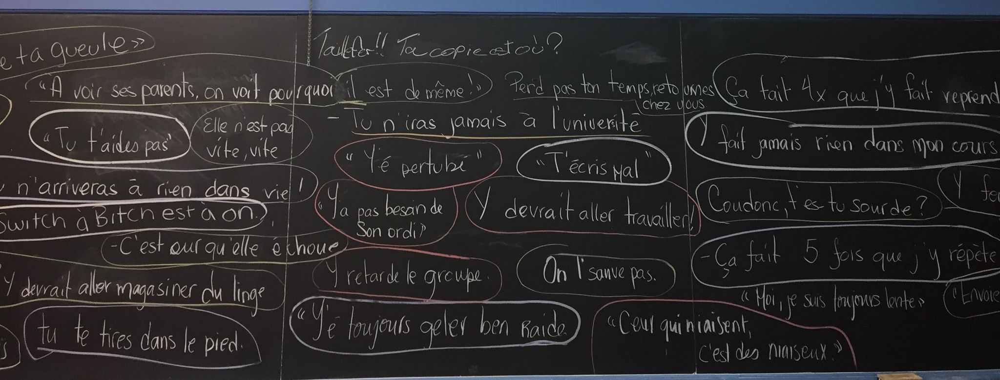 e ta gueule»
Taillefer!! Ta copie est où?
"À voir ses parents, on voit pourquoi il est de même!»
Perd pas ton temps, retournes
chez vous
Ça fait 4x que j'y fait reprend
- Tu n'iras jamais à l'université
"Tu t'aides pas"
Elle n'est pas
vite, vite
Y fait jamais rien dans mon cours
"Y'é pertubé"
"T'écris mal"
n'arriveras à rien dans vie!
"Y'a pas besoin de
son ordi»
Y devrait aller travailler!
Coudonc, t'es-tu sourde?
Y
Switch à Bitch est à on.
- C'est sur qu'elle échoue
Y retarde le groupe.
On l'sauve pas.
- Ça fait 5 fois que j'y répète
Y devrait aller magasiner du linge
« Moi, je suis toujours lente»
"Envoie
tu te tires dans le pied.
"Y'é toujours geler ben Raide.
"Ceux qui niaisent,
c'est des niaiseux.»